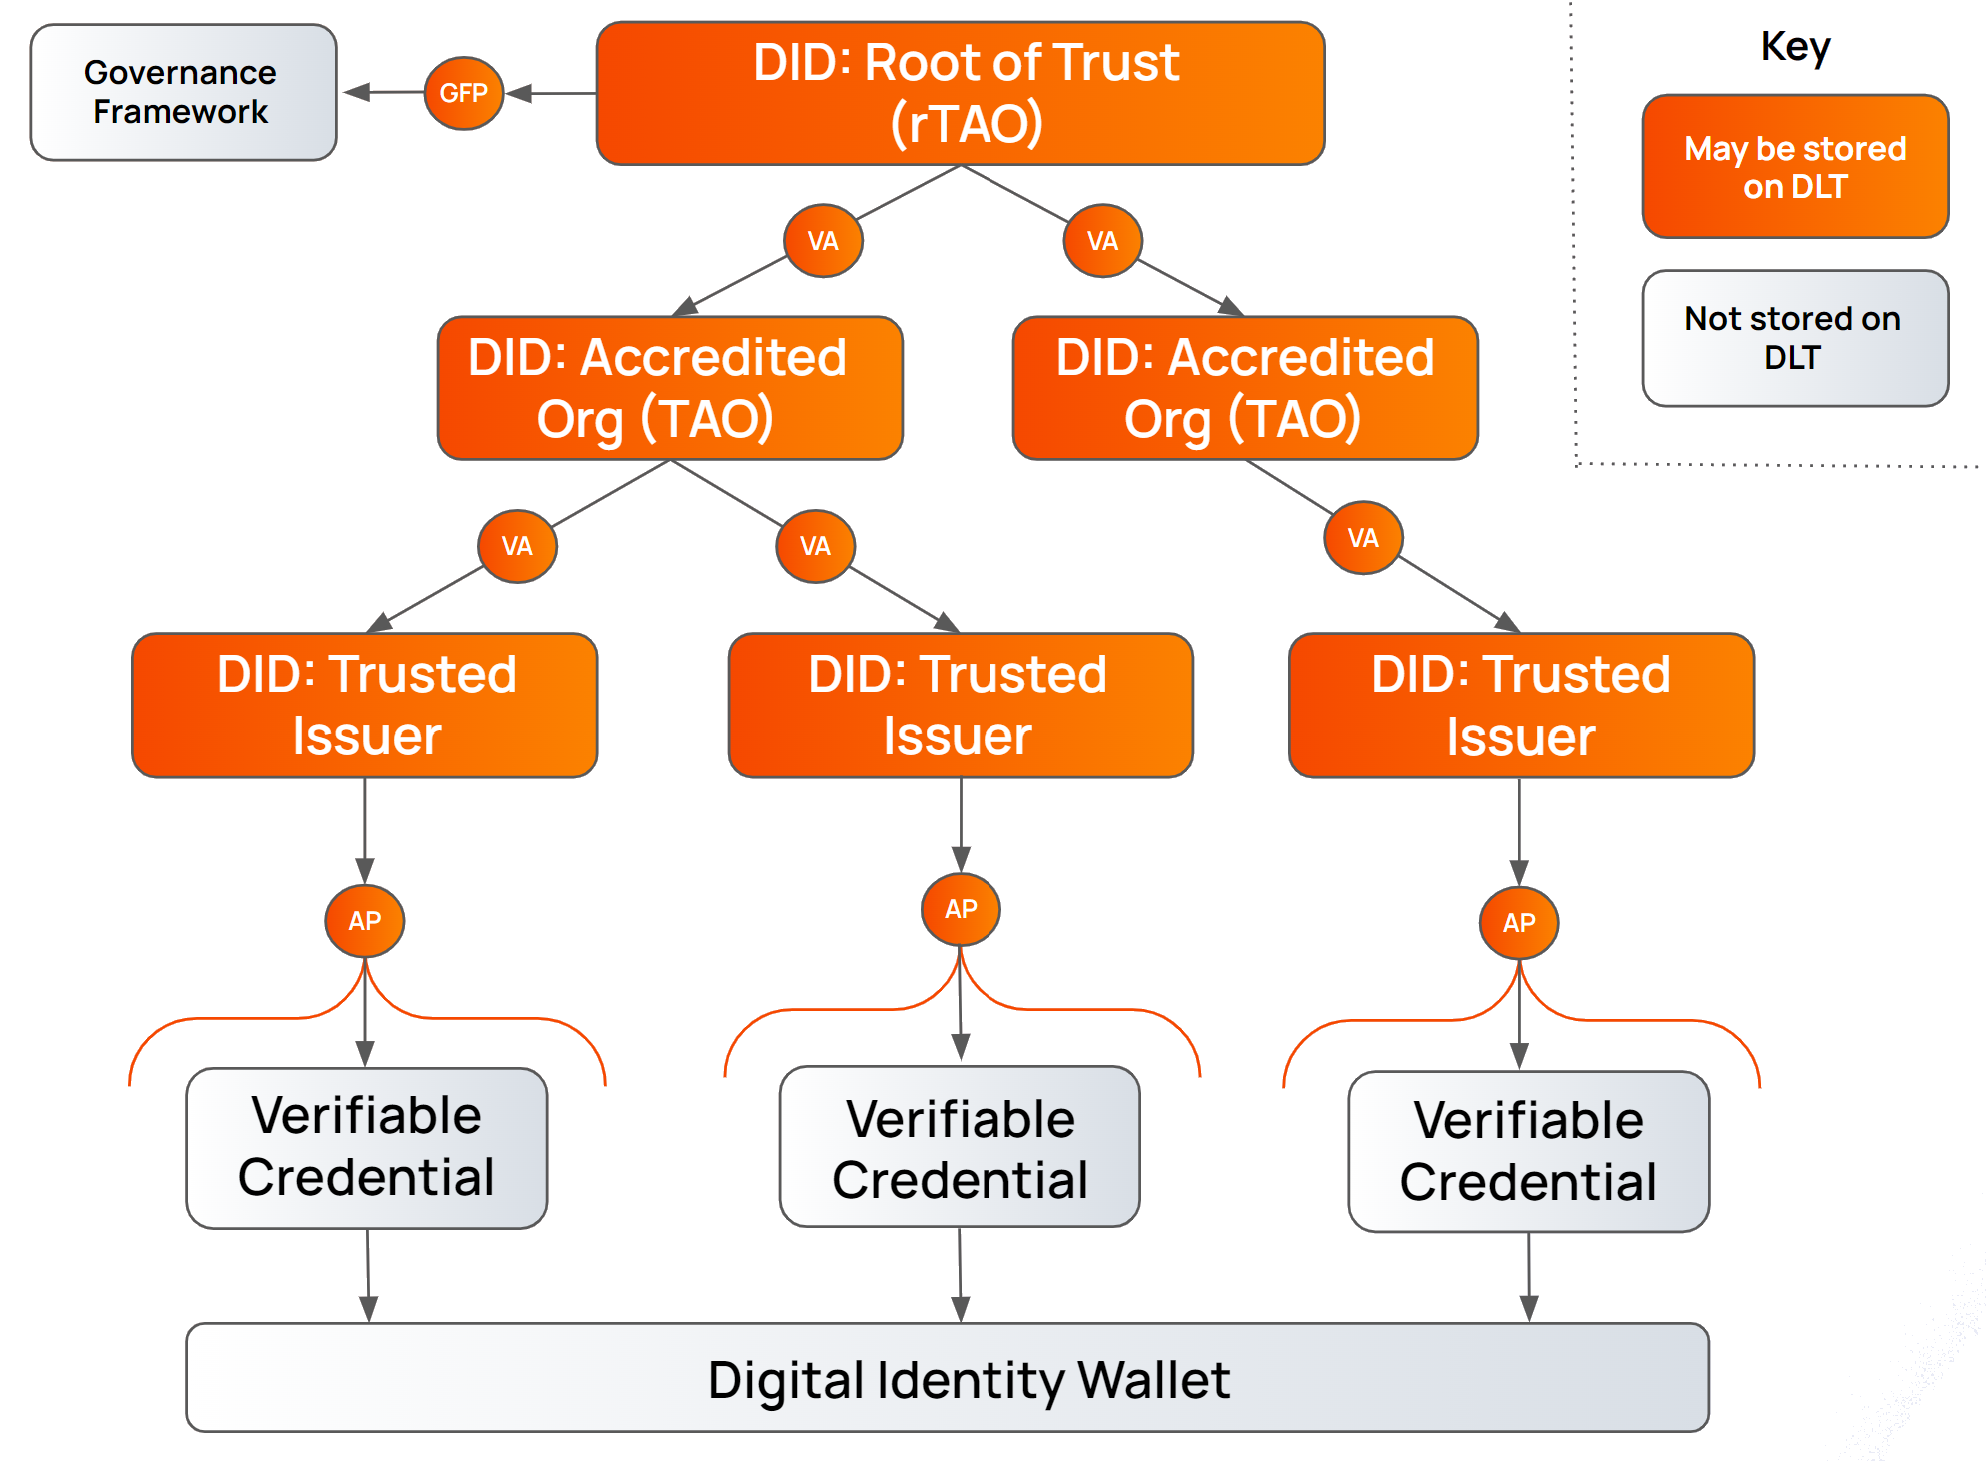 Governance
Framework
GFP
DID: Root of Trust
(rTAO)
Key
May be stored
on DLT
Not stored on
DLT
VA
VA
DID: Accredited
Org (TAO)
DID: Accredited
Org (TAO)
VA
VA
VA
DID: Trusted
Issuer
DID: Trusted
Issuer
DID: Trusted
Issuer
AP
AP
AP
Verifiable
Credential
Verifiable
Credential
Verifiable
Credential
Digital Identity Wallet